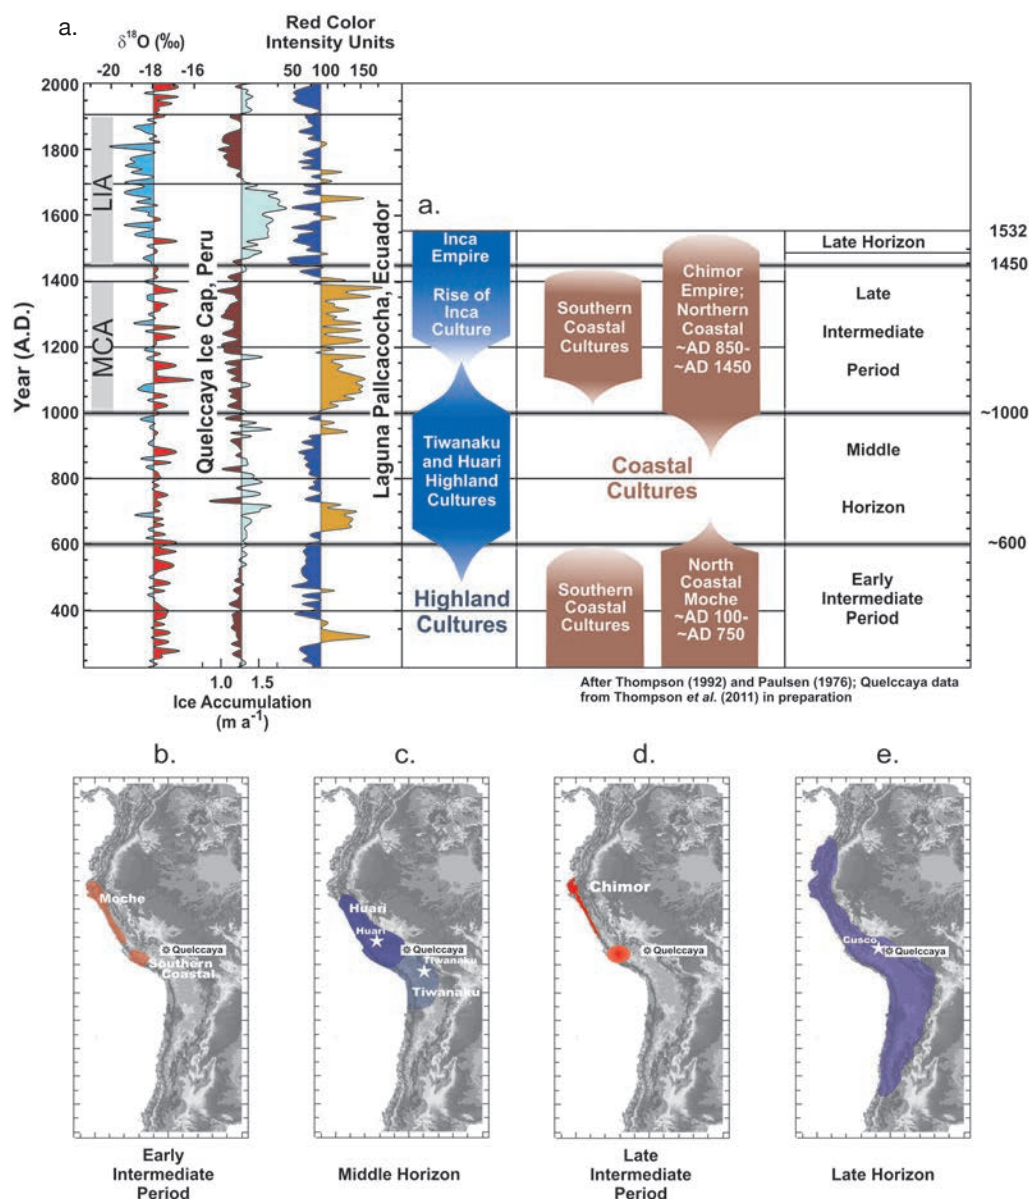 a.
δ18O (‰)
-20 -18 -16
Red Color
Intensity Units
50 100 150
Year (A.D.)
2000
1800
1600
1400
1200
1000
800
600
400
LIA
MCA
Quelccaya Ice Cap, Peru
Laguna Pallcacocha, Ecuador
1.0 1.5
Ice Accumulation
(m a-1)
a.
Inca
Empire
Rise of
Inca
Culture
Tiwanaku
and Huari
Highland
Cultures
Highland
Cultures
Southern
Coastal
Cultures
Chimor
Empire;
Northern
Coastal
~AD 850-
~AD 1450
Coastal
Cultures
Southern
Coastal
Cultures
North
Coastal
Moche
~AD 100-
~AD 750
Late Horizon
Late
Intermediate
Period
Middle
Horizon
Early
Intermediate
Period
1532
1450
~1000
~600
After Thompson (1992) and Paulsen (1976); Quelccaya data
from Thompson et al. (2011) in preparation
b.
Moche
Quelccaya
Southern
Coastal
Early
Intermediate
Period
c.
Huari
Huari
Quelccaya
Tiwanaku
Tiwanaku
Middle Horizon
d.
Chimor
Quelccaya
Late
Intermediate
Period
e.
Cusco
Quelccaya
Late Horizon